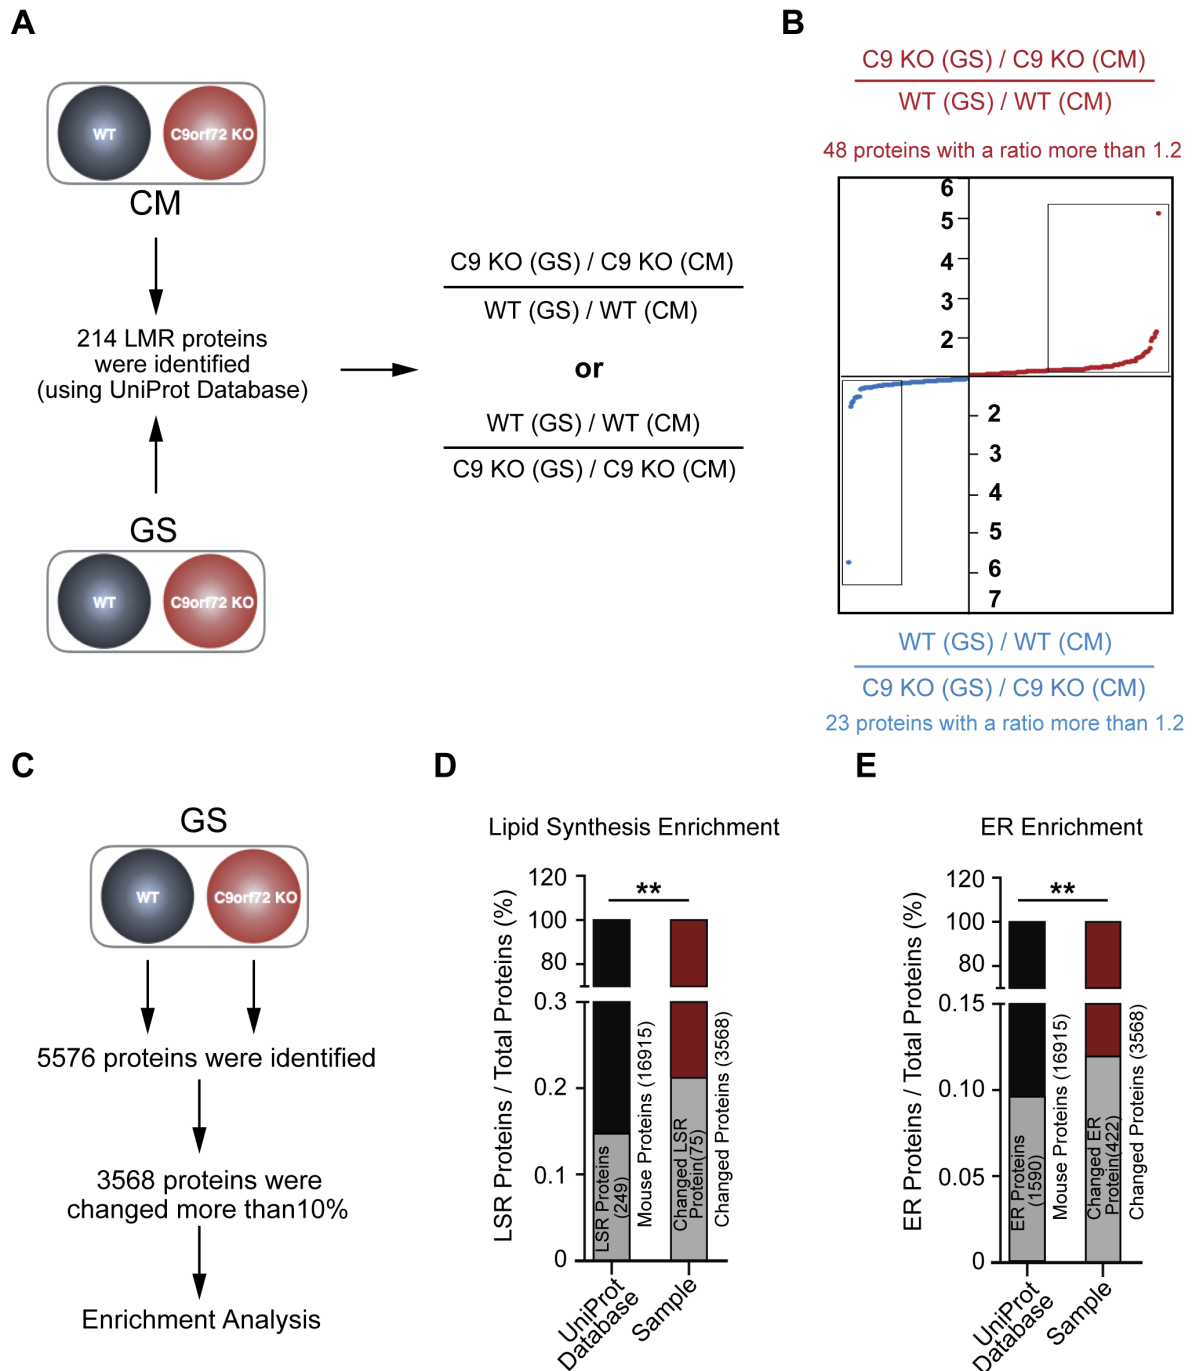 A
WT
C9orf72 KO
CM
214 LMR proteins
were identified
(using UniProt Database)
GS
WT
C9orf72 KO
C9 KO (GS) / C9 KO (CM)
WT (GS) / WT (CM)
or
WT (GS) / WT (CM)
C9 KO (GS) / C9 KO (CM)
B
C9 KO (GS) / C9 KO (CM)
WT (GS) / WT (CM)
48 proteins with a ratio more than 1.2
6
5
4
3
2
2
3
4
5
6
7
WT (GS) / WT (CM)
C9 KO (GS) / C9 KO (CM)
23 proteins with a ratio more than 1.2
C
GS
WT
C9orf72 KO
5576 proteins were identified
3568 proteins were
changed more than10%
Enrichment Analysis
D
Lipid Synthesis Enrichment
LSR Proteins / Total Proteins (%)
120
100
80
0.3
0.2
0.1
0
**
LSR Proteins
(249)
Mouse Proteins (16915)
Changed LSR
Protein(75)
Changed Proteins (3568)
UniProt
Database
Sample
E
ER Enrichment
ER Proteins / Total Proteins (%)
120
100
80
0.15
0.10
0.05
0
**
ER Proteins
(1590)
Mouse Proteins (16915)
Changed ER
Protein(422)
Changed Proteins (3568)
UniProt
Database
Sample